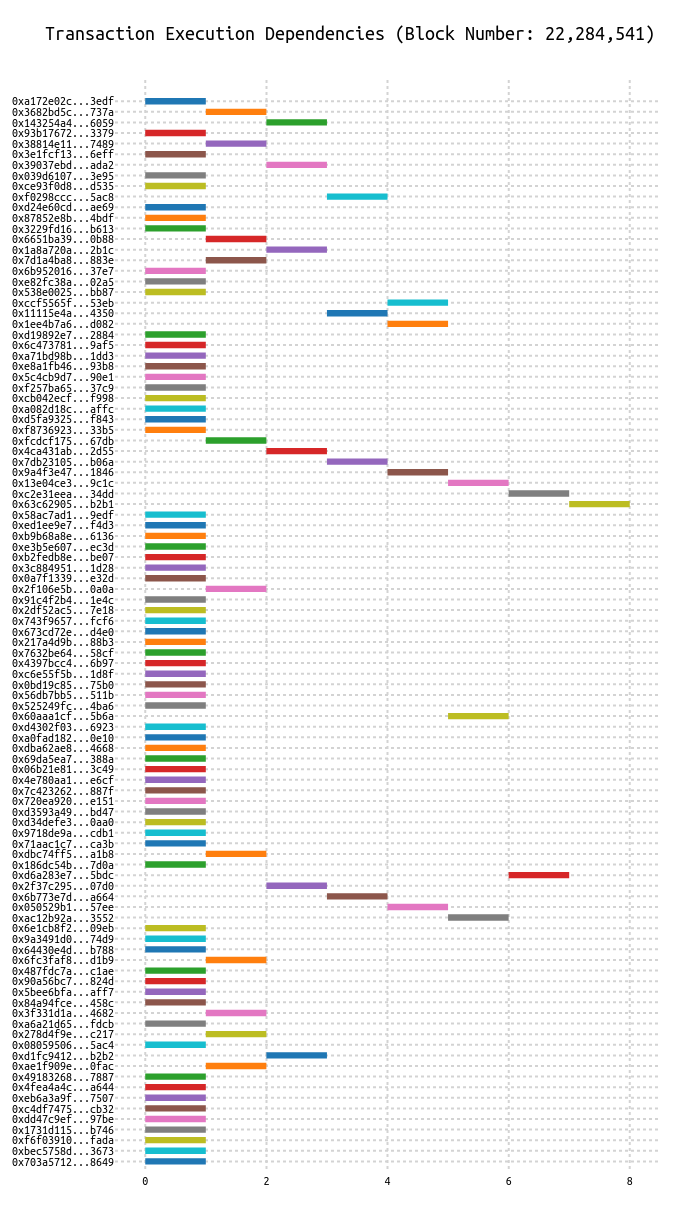 Transaction Execution Dependencies (Block Number: 22,284,541)
0xa172e02c...3edf
0x3682bd5c...737a
0x143254a4...6059
0x93b17672...3379
0x38814e11...7489
0x3e1fcf13...6eff
0x39037ebd...ada2
0x039d6107...3e95
0xce93f0d8...d535
0xf0298ccc...5ac8
0xd24e60cd...ae69
0x87852e8b...4bdf
0x3229fd16...b613
0x6651ba39...0b88
0x1a8a720a...2b1c
0x7d1a4ba8...883e
0x6b952016...37e7
0xe82fc38a...02a5
0x538e0025...bb87
0xccf5565f...53eb
0x11115e4a...4350
0x1ee4b7a6...d082
0xd19892e7...2884
0x6c473781...9af5
0xa71bd98b...1dd3
0xe8a1fb46...93b8
0x5c4cb9d7...90e1
0xf257ba65...37c9
0xcb042ecf...f998
0xa082d18c...affc
0xd5fa9325...f843
0xf8736923...33b5
0xfcdcf175...67db
0x4ca431ab...2d55
0x7db23105...b06a
0x9a4f3e47...1846
0x13e04ce3...9c1c
0xc2e31eea...34dd
0x63c62905...b2b1
0x58ac7ad1...9edf
0xed1ee9e7...f4d3
0xb9b68a8e...6136
0xe3b5e607...ec3d
0xb2fedb8e...be07
0x3c884951...1d28
0x0a7f1339...e32d
0x2f106e5b...0a0a
0x91c4f2b4...1e4c
0x2df52ac5...7e18
0x743f9657...fcf6
0x673cd72e...d4e0
0x217a4d9b...88b3
0x7632be64...58cf
0x4397bcc4...6b97
0xc6e55f5b...1d8f
0x0bd19c85...75b0
0x56db7bb5...511b
0x525249fc...4ba6
0x60aaa1cf...5b6a
0xd4302f03...6923
0xa0fad182...0e10
0xdba62ae8...4668
0x69da5ea7...388a
0x06b21e81...3c49
0x4e780aa1...e6cf
0x7c423262...887f
0x720ea920...e151
0xd3593a49...bd47
0xd34defe3...0aa0
0x9718de9a...cdb1
0x71aac1c7...ca3b
0xdbc74ff5...a1b8
0x186dc54b...7d0a
0xd6a283e7...5bdc
0x2f37c295...07d0
0x6b773e7d...a664
0x050529b1...57ee
0xac12b92a...3552
0x6e1cb8f2...09eb
0x9a3491d0...74d9
0x64430e4d...b788
0x6fc3faf8...d1b9
0x487fdc7a...c1ae
0x90a56bc7...824d
0x5bee6bfa...aff7
0x84a94fce...458c
0x3f331d1a...4682
0xa6a21d65...fdcb
0x278d4f9e...c217
0x08059506...5ac4
0xd1fc9412...b2b2
0xae1f909e...0fac
0x49183268...7887
0x4fea4a4c...a644
0xeb6a3a9f...7507
0xc4df7475...cb32
0xdd47c9ef...97be
0x1731d115...b746
0xf6f03910...fada
0xbec5758d...3673
0x703a5712...8649
0 2 4 6 8